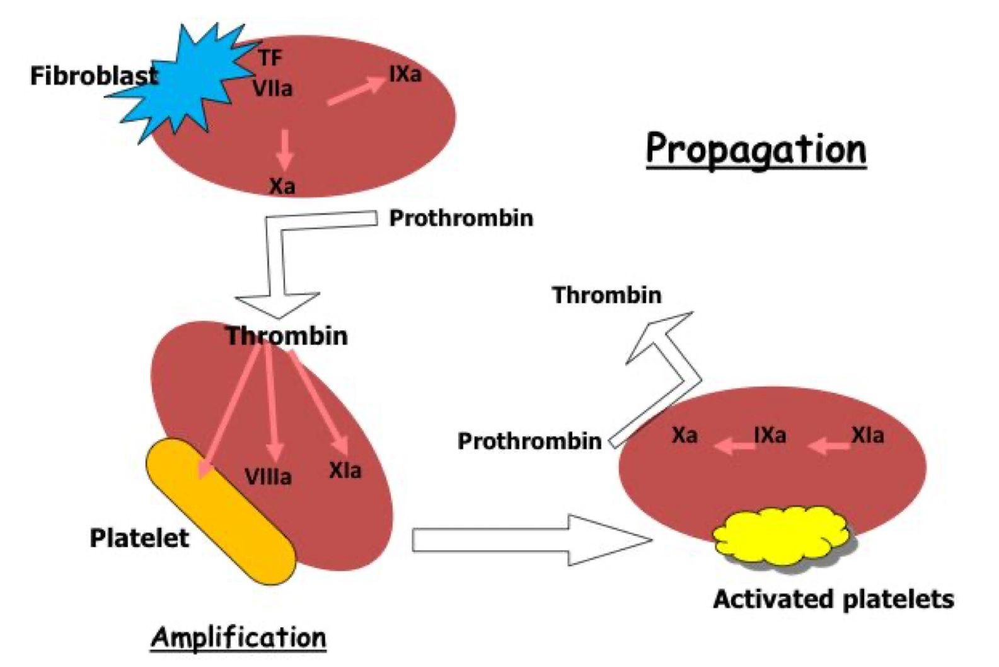 Fibroblast
TF
VIIa
IXa
Xa
Propagation
Prothrombin
Thrombin
Thrombin
Prothrombin
Xa
IXa
XIa
VIIIa
XIa
Platelet
Activated platelets
Amplification